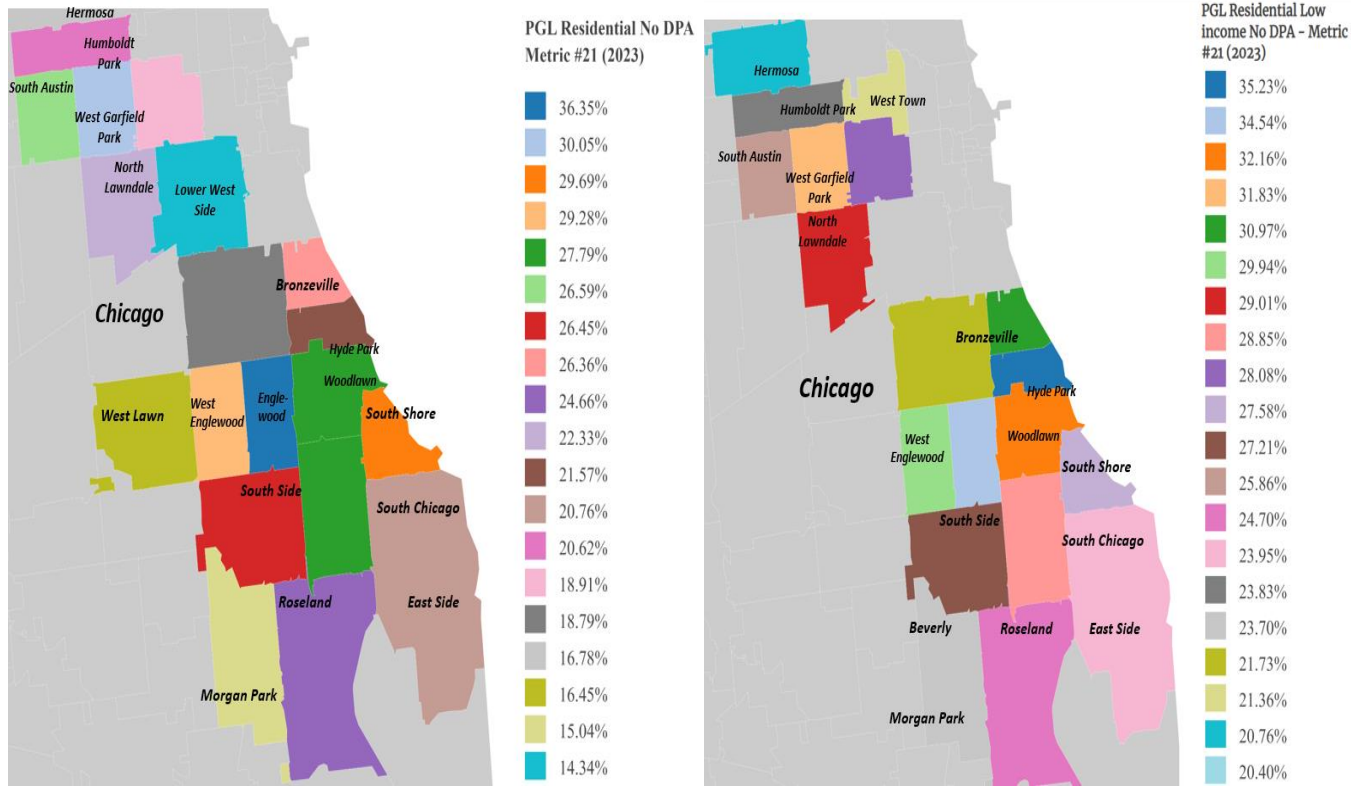 Hermosa
Humboldt
Park
South Austin
West Garfield
Park
North
Lawndale
Lower West
Side
Bronzeville
Chicago
Hyde Park
Woodlawn
West Lawn
West
Englewood
Engle-
wood
South Shore
South Side
South Chicago
Roseland
East Side
Morgan Park
PGL Residential No DPA
Metric #21 (2023)
36.35%
30.05%
29.69%
29.28%
27.79%
26.59%
26.45%
26.36%
24.66%
22.33%
21.57%
20.76%
20.62%
18.91%
18.79%
16.78%
16.45%
15.04%
14.34%
Hermosa
Humboldt Park
West Town
South Austin
West Garfield
Park
North
Lawndale
Bronzeville
Chicago
Hyde Park
West
Englewood
Woodlawn
South Shore
South Side
South Chicago
Beverly
Roseland
East Side
Morgan Park
PGL Residential Low
income No DPA – Metric
#21 (2023)
35.23%
34.54%
32.16%
31.83%
30.97%
29.94%
29.01%
28.85%
28.08%
27.58%
27.21%
25.86%
24.70%
23.95%
23.83%
23.70%
21.73%
21.36%
20.76%
20.40%